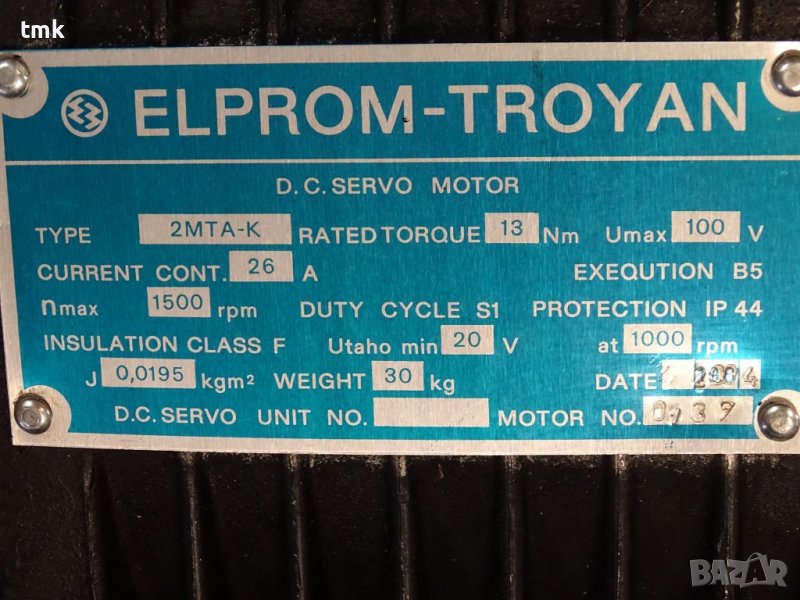 tmk
ELPROM-TROYAN
D.C. SERVO MOTOR
TYPE 2MTA-K RATED TORQUE 13 Nm Umax 100 V
CURRENT CONT. 26 A EXEQUTION B5
nmax 1500 rpm DUTY CYCLE S1 PROTECTION IP 44
INSULATION CLASS F Utaho min 20 V at 1000 rpm
J 0,0195 kgm² WEIGHT 30 kg DATE 2004
D.C. SERVO UNIT NO. MOTOR NO. 0137
BAZAR